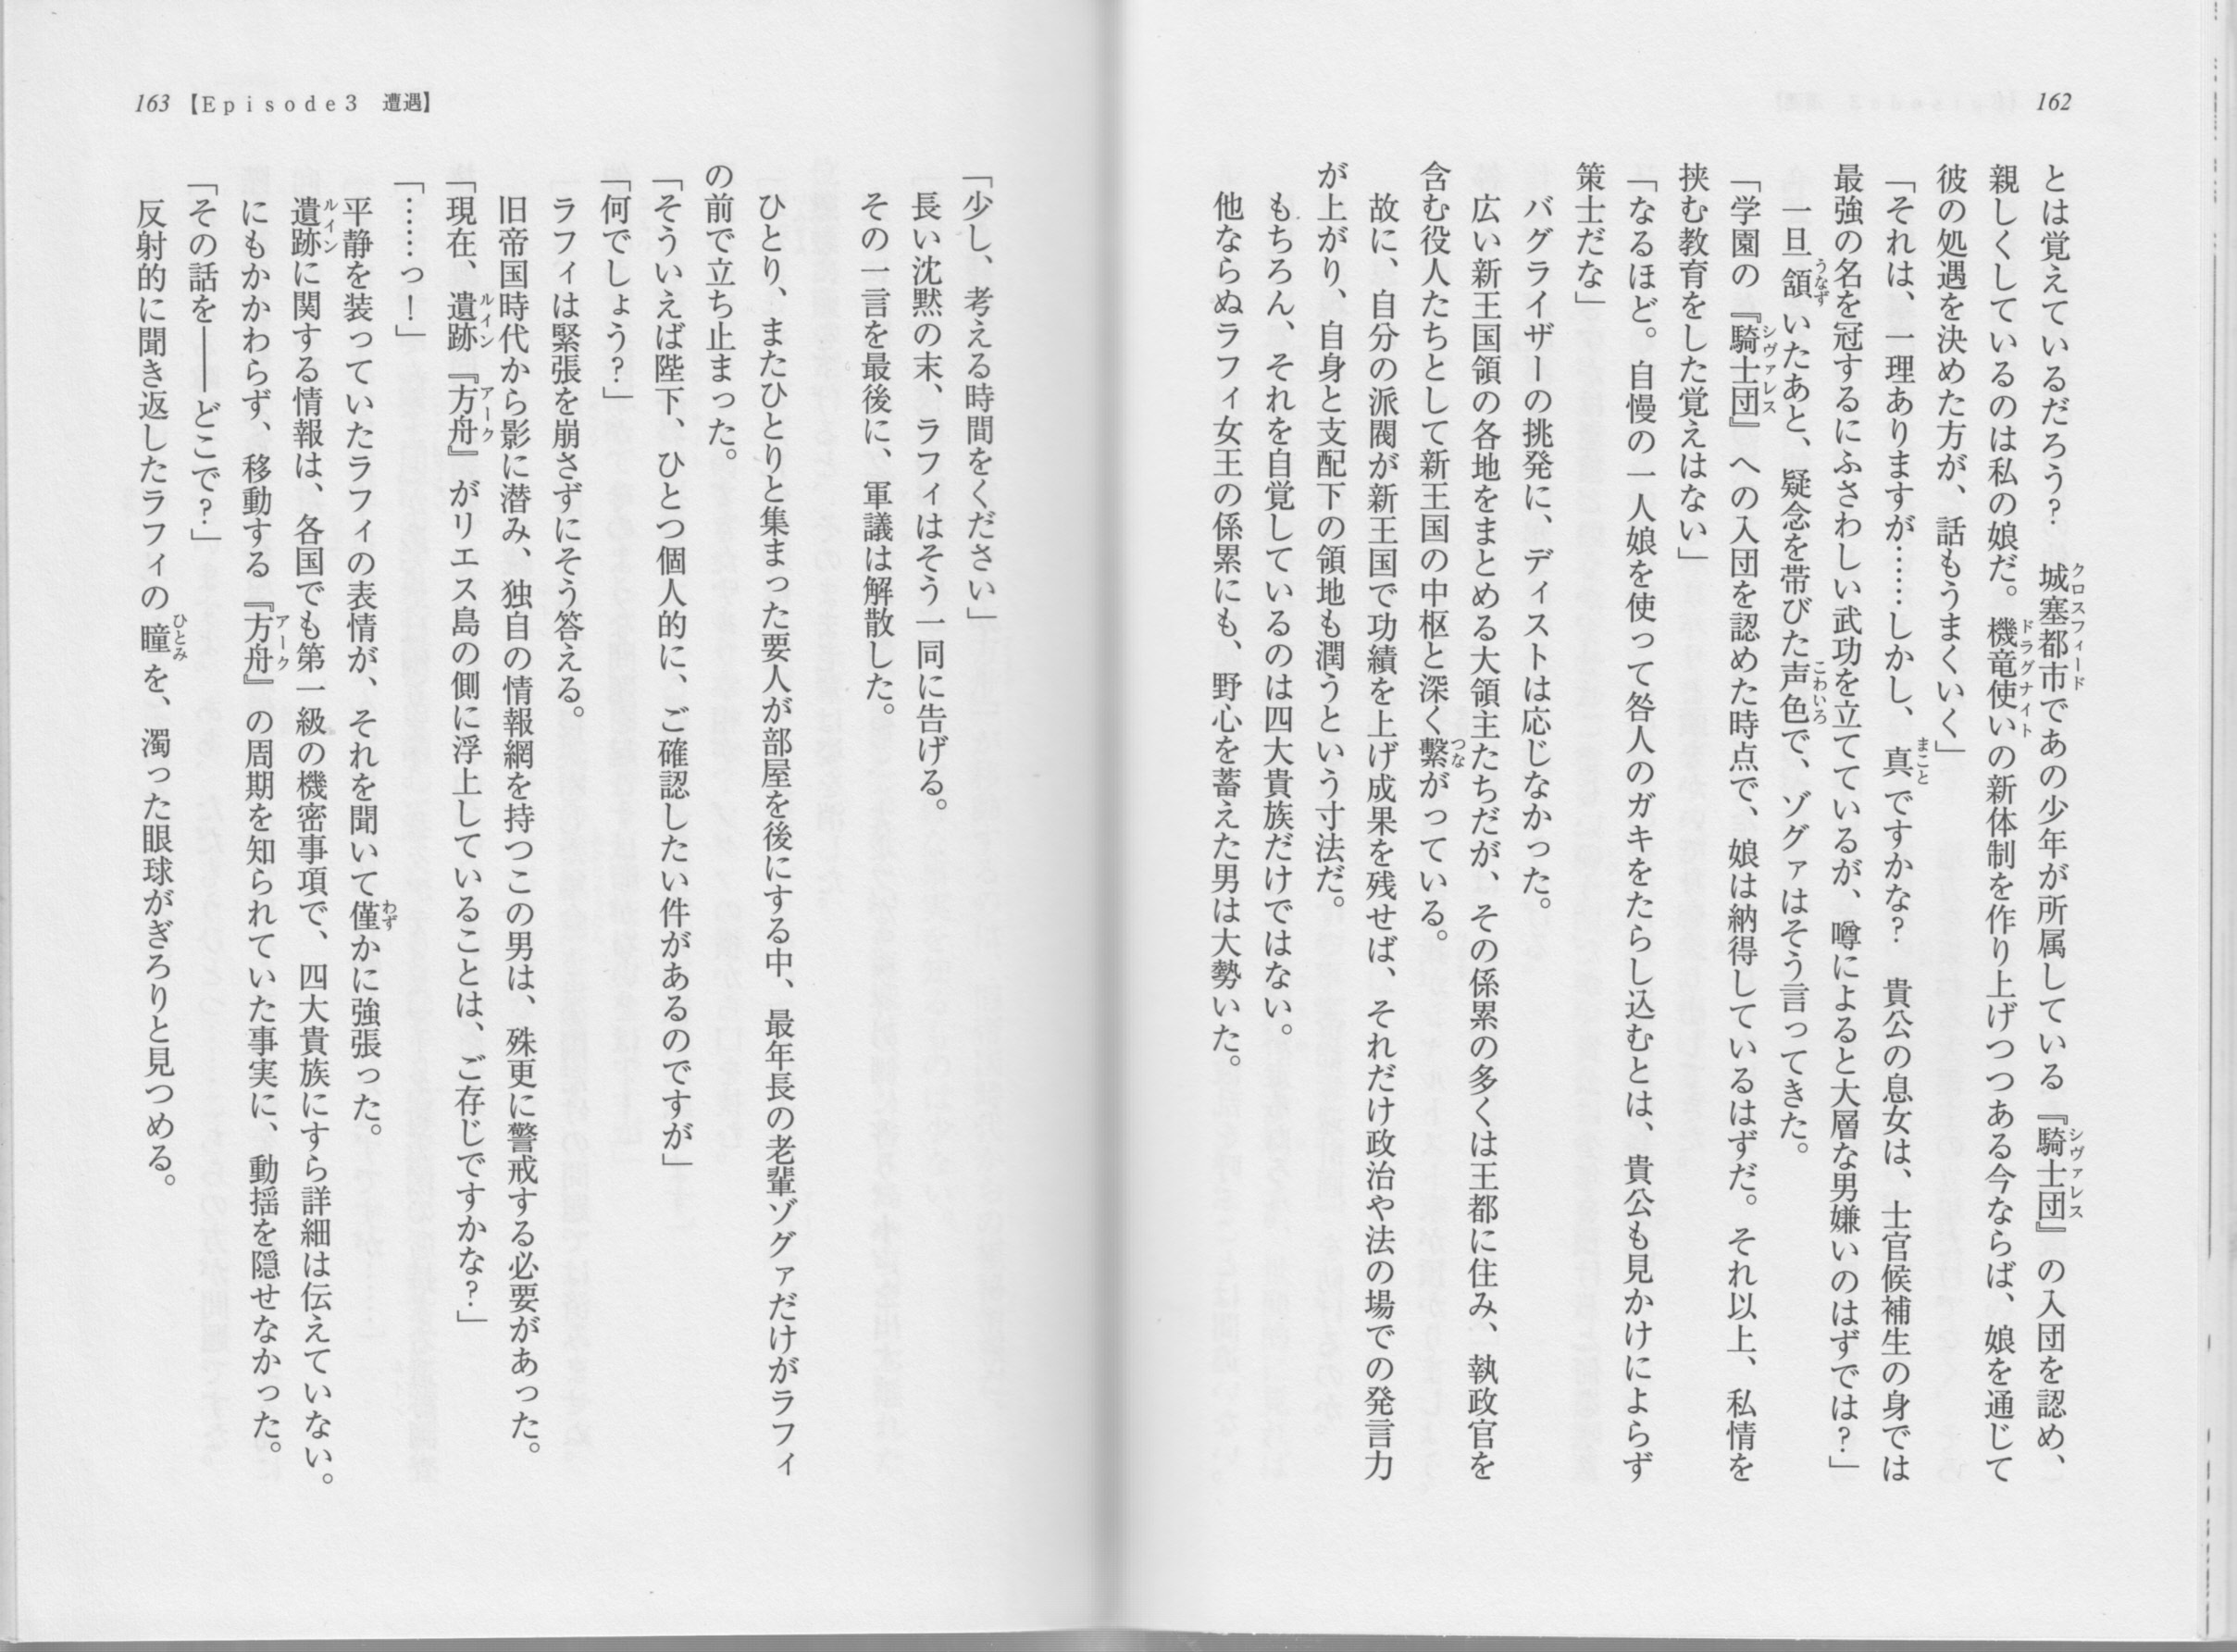 162
とは覚えているだろう？　城塞都市であの少年が所属している『騎士団』の入団を認め、
親しくしているのは私の娘だ。機竜使いの新体制を作り上げつつある今ならば、娘を通じて
彼の処遇を決めた方が、話もうまくいく」
「それは、一理ありますが……しかし、真ですかな？　貴公の息女は、士官候補生の身では
最強の名を冠するにふさわしい武功を立てているが、噂によると大層な男嫌いのはずでは？」
一旦頷いたあと、疑念を帯びた声色で、ゾグァはそう言ってきた。
「学園の『騎士団』への入団を認めた時点で、娘は納得しているはずだ。それ以上、私情を
挟む教育をした覚えはない」
「なるほど。自慢の一人娘を使って咎人のガキをたらし込むとは、貴公も見かけによらず
策士だな」
バグライザーの挑発に、ディストは応じなかった。
広い新王国領の各地をまとめる大領主たちだが、その係累の多くは王都に住み、執政官を
含む役人たちとして新王国の中枢と深く繋がっている。
故に、自分の派閥が新王国で功績を上げ成果を残せば、それだけ政治や法の場での発言力
が上がり、自身と支配下の領地も潤うという寸法だ。
もちろん、それを自覚しているのは四大貴族だけではない。
他ならぬラフィ女王の係累にも、野心を蓄えた男は大勢いた。
163【Episode3　遭遇】
「少し、考える時間をください」
長い沈黙の末、ラフィはそう一同に告げる。
その一言を最後に、軍議は解散した。
ひとり、またひとりと集まった要人が部屋を後にする中、最年長の老輩ゾグァだけがラフィ
の前で立ち止まった。
「そういえば陛下、ひとつ個人的に、ご確認したい件があるのですが」
「何でしょう？」
ラフィは緊張を崩さずにそう答える。
旧帝国時代から影に潜み、独自の情報網を持つこの男は、殊更に警戒する必要があった。
「現在、遺跡『方舟』がリエス島の側に浮上していることは、ご存じですかな？」
「……っ！」
平静を装っていたラフィの表情が、それを聞いて僅かに強張った。
遺跡に関する情報は、各国でも第一級の機密事項で、四大貴族にすら詳細は伝えていない。
にもかかわらず、移動する『方舟』の周期を知られていた事実に、動揺を隠せなかった。
「その話を――どこで？」
反射的に聞き返したラフィの瞳を、濁った眼球がぎろりと見つめる。